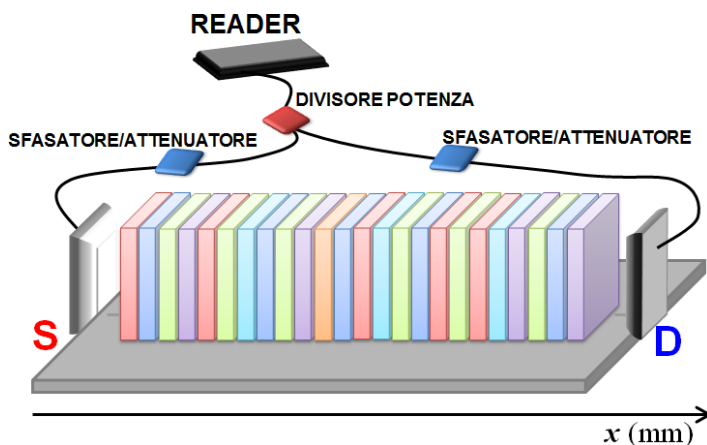 READER
DIVISORE POTENZA
SFASATORE/ATTENUATORE
SFASATORE/ATTENUATORE
S
D
x (mm)